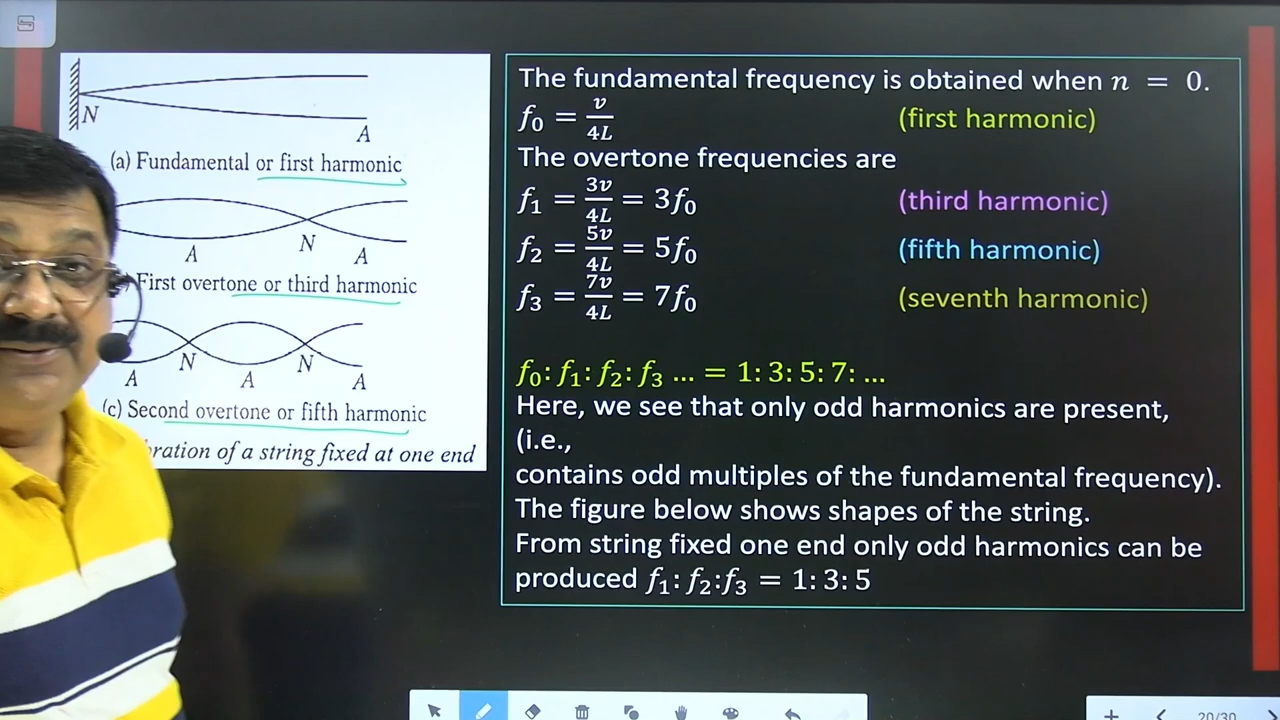 N
A
(a) Fundamental or first harmonic
A
N
A
First overtone or third harmonic
N
N
A
A
A
(c) Second overtone or fifth harmonic
bration of a string fixed at one end
The fundamental frequency is obtained when n = 0.
f₀ = v/4L (first harmonic)
The overtone frequencies are
f₁ = 3v/4L = 3f₀ (third harmonic)
f₂ = 5v/4L = 5f₀ (fifth harmonic)
f₃ = 7v/4L = 7f₀ (seventh harmonic)
f₀: f₁: f₂: f₃ ... = 1: 3: 5: 7: ...
Here, we see that only odd harmonics are present,
(i.e.,
contains odd multiples of the fundamental frequency).
The figure below shows shapes of the string.
From string fixed one end only odd harmonics can be
produced f₁: f₂:f₃ = 1: 3: 5
20/30